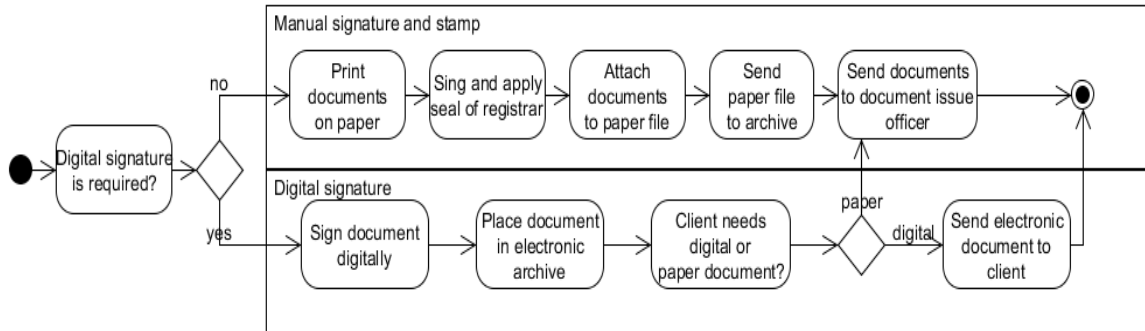 Manual signature and stamp
Print
documents
on paper
Sing and apply
seal of registrar
Attach
documents
to paper file
Send
paper file
to archive
Send documents
to document issue
officer
no
Digital signature
is required?
yes
Digital signature
Sign document
digitally
Place document
in electronic
archive
Client needs
digital or
paper document?
paper
digital
Send electronic
document to
client